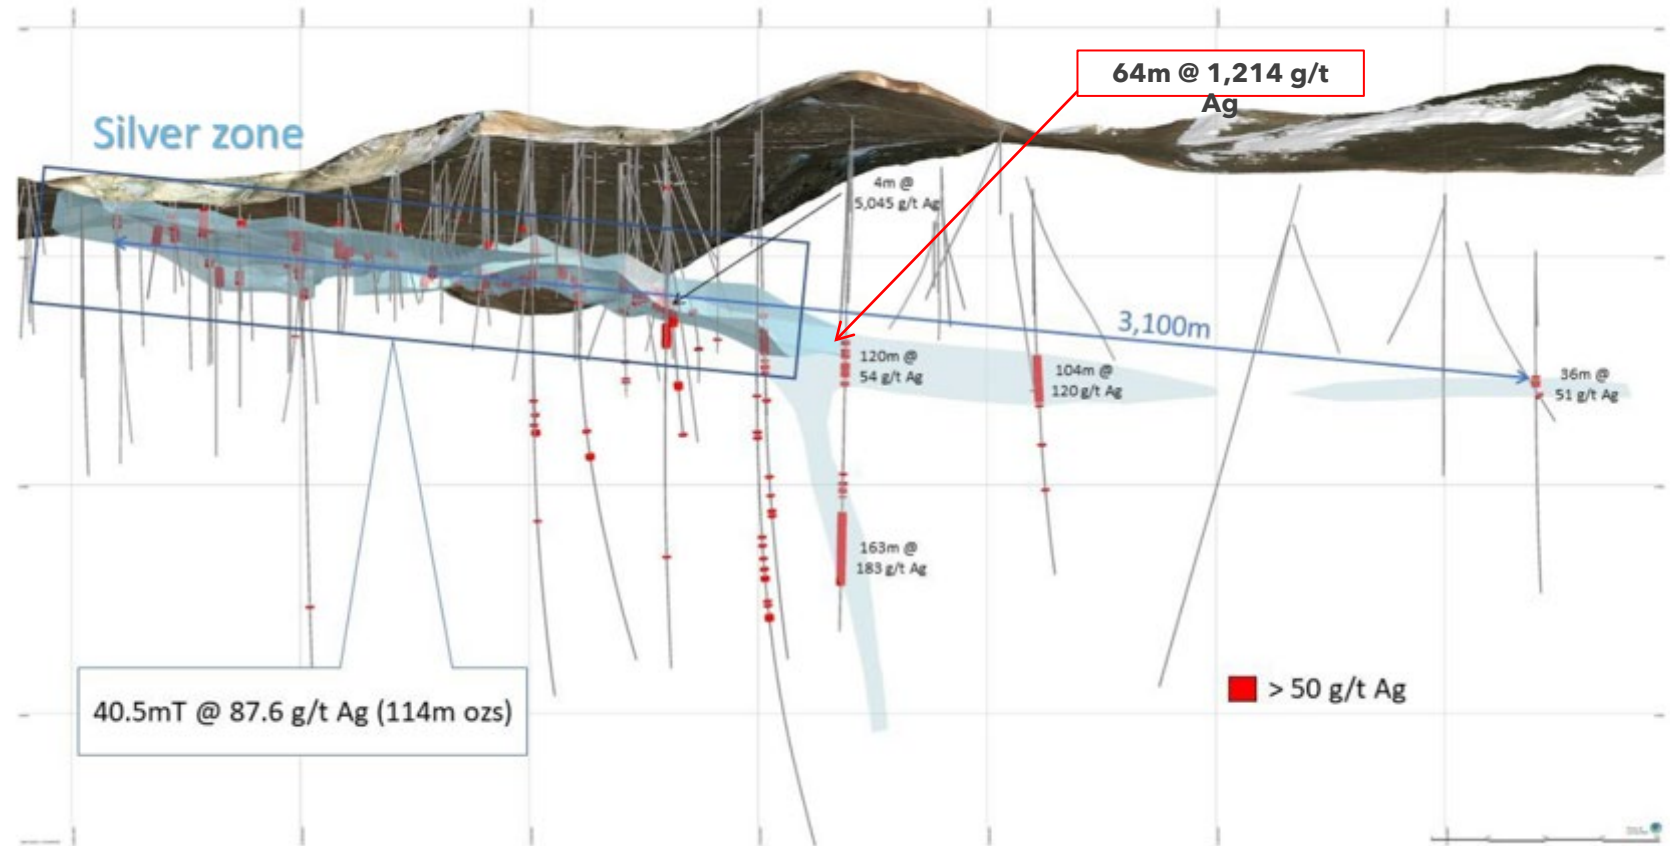 64m @ 1,214 g/t
Ag
Silver zone
4m @
5,045 g/t Ag
3,100m
120m @
54 g/t Ag
104m @
120 g/t Ag
36m @
51 g/t Ag
163m @
183 g/t Ag
> 50 g/t Ag
40.5mT @ 87.6 g/t Ag (114m ozs)